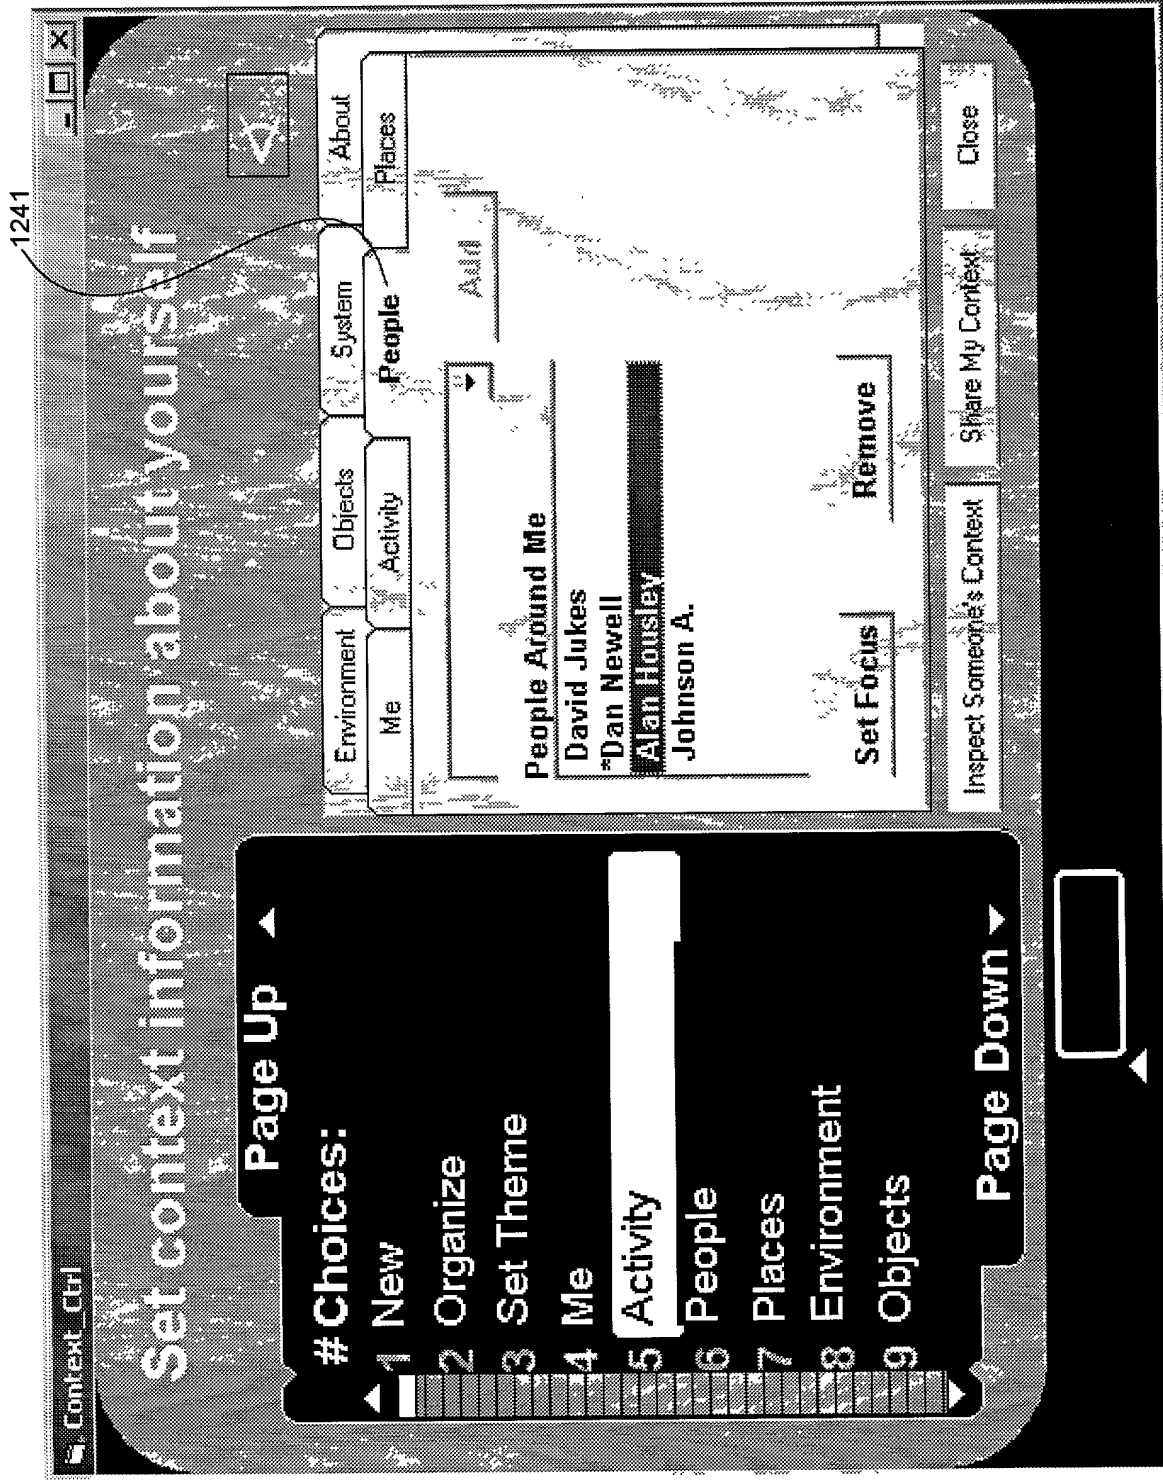 1241
Context_Ctrl
Set context information about yourself
Page Up
# Choices:
1 New
2 Organize
3 Set Theme
4 Me
5 Activity
6 People
7 Places
8 Environment
9 Objects
Page Down
Environment Objects System About
Me Activity People Places
Add
People Around Me
David Jukes
*Dan Newell
Alan Housley
Johnson A.
Set Focus Remove
Inspect Someone's Context Share My Context Close